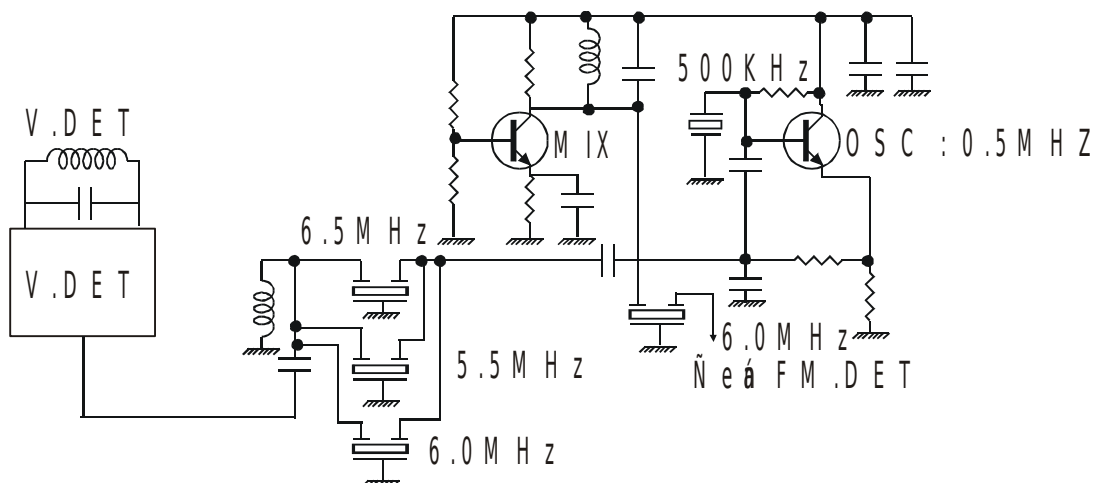 500KHz
V.DET
MIX
OSC:0.5MHZ
6.5MHz
V.DET
6.0MHz
5.5MHz
FM.DET
6.0MHz